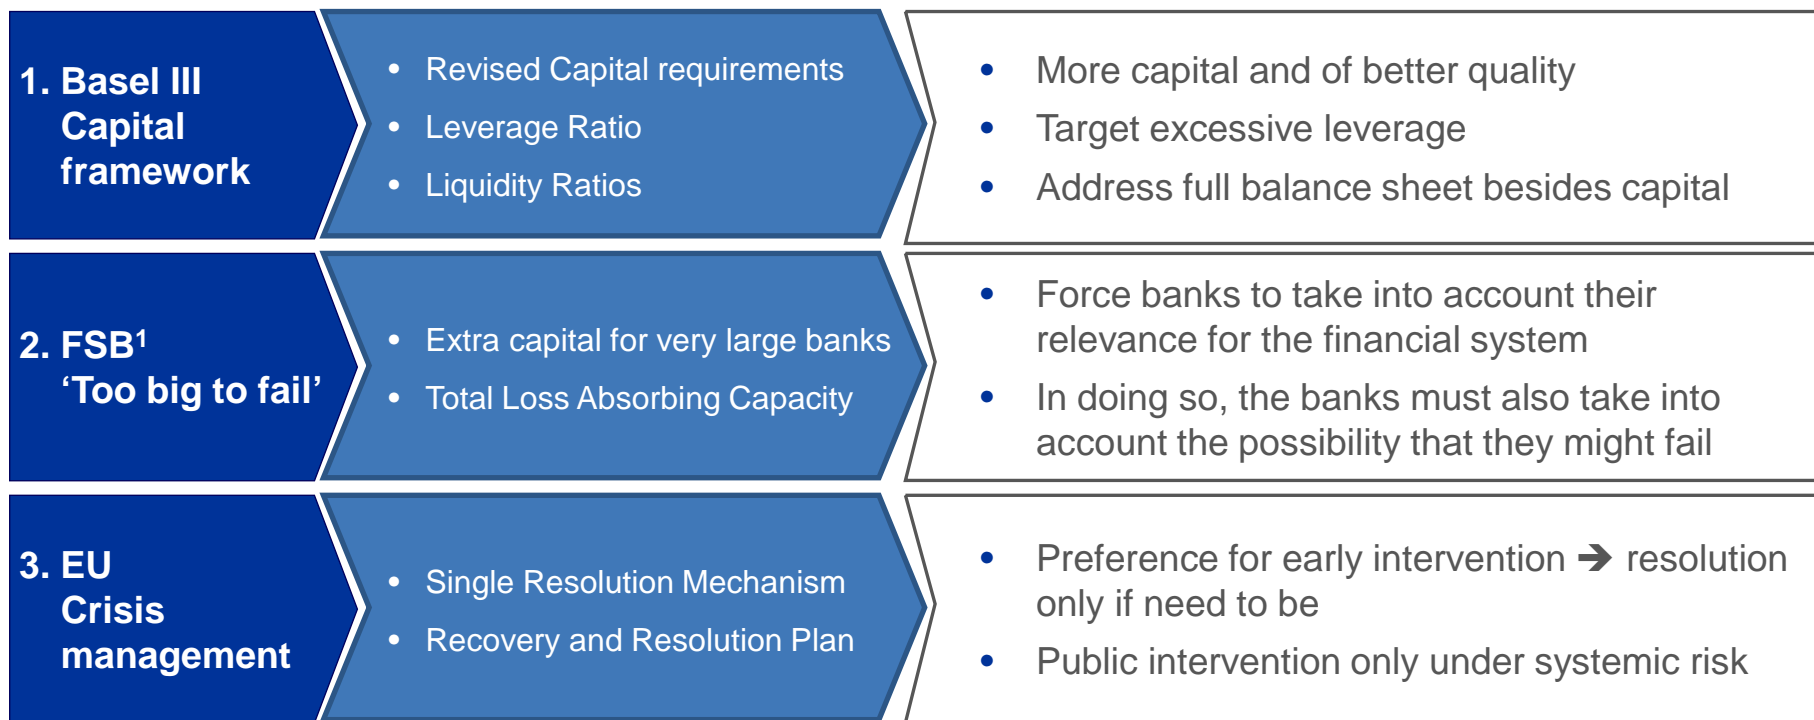 1. Basel III
Capital
framework
• Revised Capital requirements
• Leverage Ratio
• Liquidity Ratios
• More capital and of better quality
• Target excessive leverage
• Address full balance sheet besides capital
2. FSB¹
‘Too big to fail’
• Extra capital for very large banks
• Total Loss Absorbing Capacity
• Force banks to take into account their
relevance for the financial system
• In doing so, the banks must also take into
account the possibility that they might fail
3. EU
Crisis
management
• Single Resolution Mechanism
• Recovery and Resolution Plan
• Preference for early intervention ➔ resolution
only if need to be
• Public intervention only under systemic risk